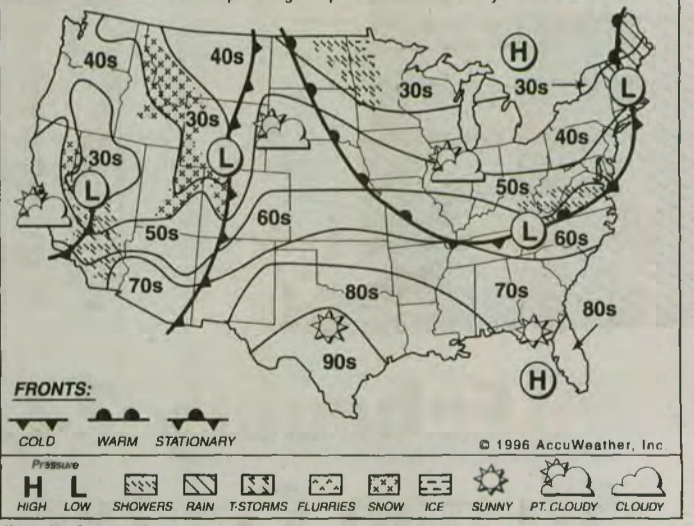 40s
40s
H
30s
30s
L
30s
40s
30s
L
L
50s
60s
L
60s
50s
70s
80s
70s
80s
90s
H
FRONTS:
COLD WARM STATIONARY
© 1996 AccuWeather, Inc.
Pressure
H L
HIGH LOW SHOWERS RAIN T-STORMS FLURRIES SNOW ICE SUNNY PT. CLOUDY CLOUDY